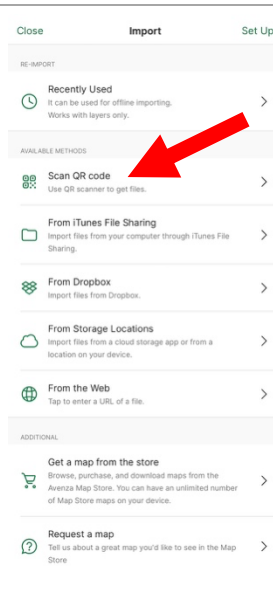 Close Import Set Up
RE-IMPORT
Recently Used
It can be used for offline importing.
Works with layers only.
AVAILABLE METHODS
Scan QR code
Use QR scanner to get files.
From iTunes File Sharing
Import files from your computer through iTunes File
Sharing.
From Dropbox
Import files from Dropbox.
From Storage Locations
Import files from a cloud storage app or from a
location on your device.
From the Web
Tap to enter a URL of a file.
ADDITIONAL
Get a map from the store
Browse, purchase, and download maps from the
Avenza Map Store. You can have an unlimited number
of Map Store maps on your device.
Request a map
Tell us about a great map you'd like to see in the Map
Store